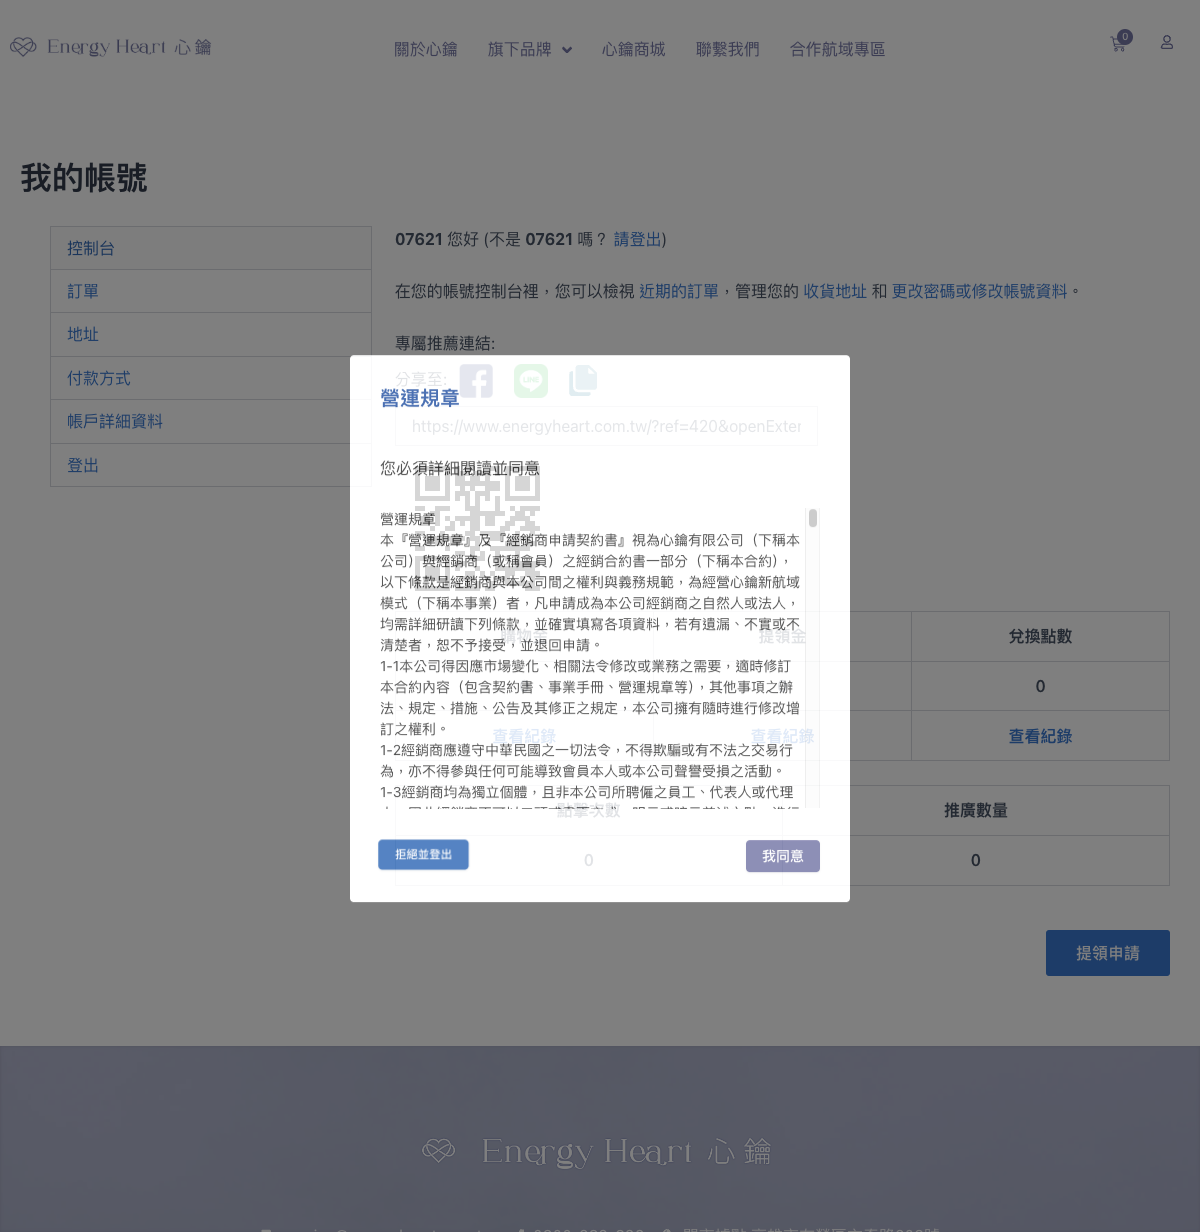 Energy Heart 心鑰
關於心鑰
旗下品牌
心鑰商城
聯繫我們
合作航域專區
0
我的帳號
控制台
訂單
地址
付款方式
帳戶詳細資料
登出
07621 您好 (不是 07621 嗎？ 請登出)
在您的帳號控制台裡，您可以檢視 近期的訂單，管理您的 收貨地址 和 更改密碼或修改帳號資料。
專屬推薦連結:
分享至:
LINE
https://www.energyheart.com.tw/?ref=420&openExter
營運規章
您必須詳細閱讀並同意
營運規章
本『營運規章』及『經銷商申請契約書』視為心鑰有限公司（下稱本
公司）與經銷商（或稱會員）之經銷合約書一部分（下稱本合約），
以下條款是經銷商與本公司間之權利與義務規範，為經營心鑰新航域
模式（下稱本事業）者，凡申請成為本公司經銷商之自然人或法人，
均需詳細研讀下列條款，並確實填寫各項資料，若有遺漏、不實或不
清楚者，恕不予接受，並退回申請。
1-1本公司得因應市場變化、相關法令修改或業務之需要，適時修訂
本合約內容（包含契約書、事業手冊、營運規章等），其他事項之辦
法、規定、措施、公告及其修正之規定，本公司擁有隨時進行修改增
訂之權利。
1-2經銷商應遵守中華民國之一切法令，不得欺騙或有不法之交易行
為，亦不得參與任何可能導致會員本人或本公司聲譽受損之活動。
1-3經銷商均為獨立個體，且非本公司所聘僱之員工、代表人或代理
拒絕並登出
我同意
購物金
提領金
兌換點數
0
查看紀錄
查看紀錄
查看紀錄
點擊次數
推廣數量
0
0
提領申請
Energy Heart 心鑰